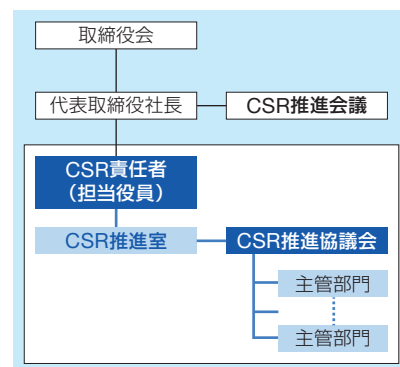 取締役会
代表取締役社長
CSR推進会議
CSR責任者
(担当役員)
CSR推進室
CSR推進協議会
主管部門
主管部門